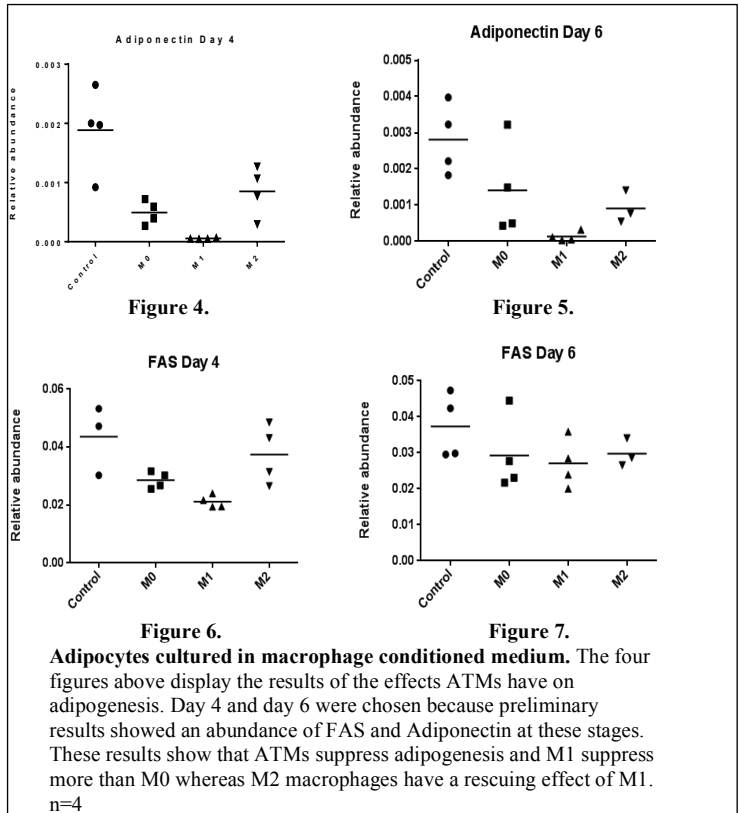 Adiponectin Day 4
Relative abundance
0.003
0.002
0.001
0.000
Control
M0
M1
M2
Figure 4.
Adiponectin Day 6
Relative abundance
0.005
0.004
0.003
0.002
0.001
0.000
Control
M0
M1
M2
Figure 5.
FAS Day 4
Relative abundance
0.06
0.04
0.02
0.00
Control
M0
M1
M2
Figure 6.
FAS Day 6
Relative abundance
0.05
0.04
0.03
0.02
0.01
0.00
Control
M0
M1
M2
Figure 7.
Adipocytes cultured in macrophage conditioned medium. The four
figures above display the results of the effects ATMs have on
adipogenesis. Day 4 and day 6 were chosen because preliminary
results showed an abundance of FAS and Adiponectin at these stages.
These results show that ATMs suppress adipogenesis and M1 suppress
more than M0 whereas M2 macrophages have a rescuing effect of M1.
n=4